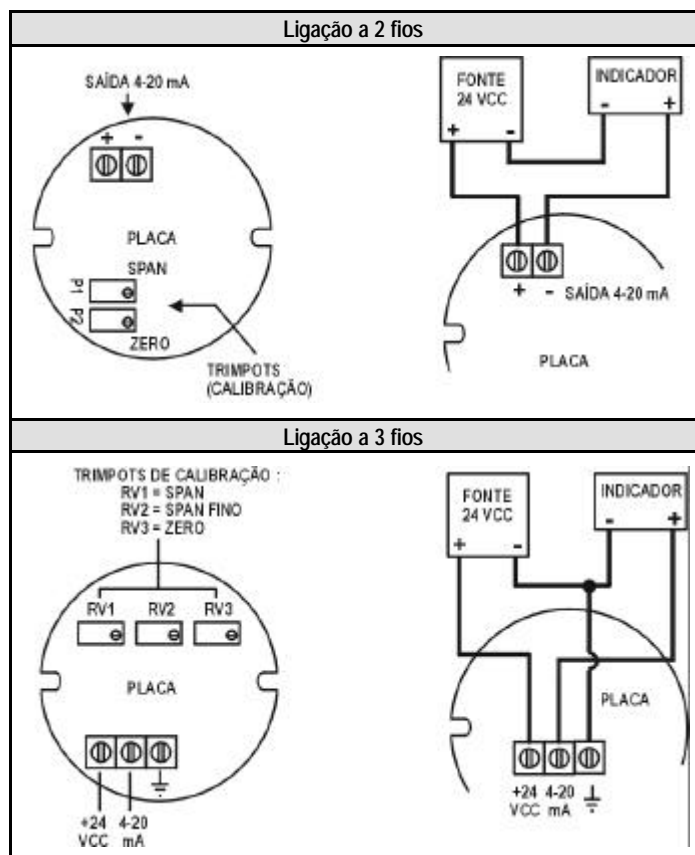 Ligação a 2 fios
SAÍDA 4-20 mA
+ -
PLACA
SPAN
P1
P2
ZERO
TRIMPOTS
(CALIBRAÇÃO)
FONTE
24 VCC
+ -
INDICADOR
- +
+ - SAÍDA 4-20 mA
PLACA
Ligação a 3 fios
TRIMPOTS DE CALIBRAÇÃO :
RV1 = SPAN
RV2 = SPAN FINO
RV3 = ZERO
RV1 RV2 RV3
PLACA
+24 4-20
VCC mA
FONTE
24 VCC
+ -
INDICADOR
- +
PLACA
+24 4-20
VCC mA